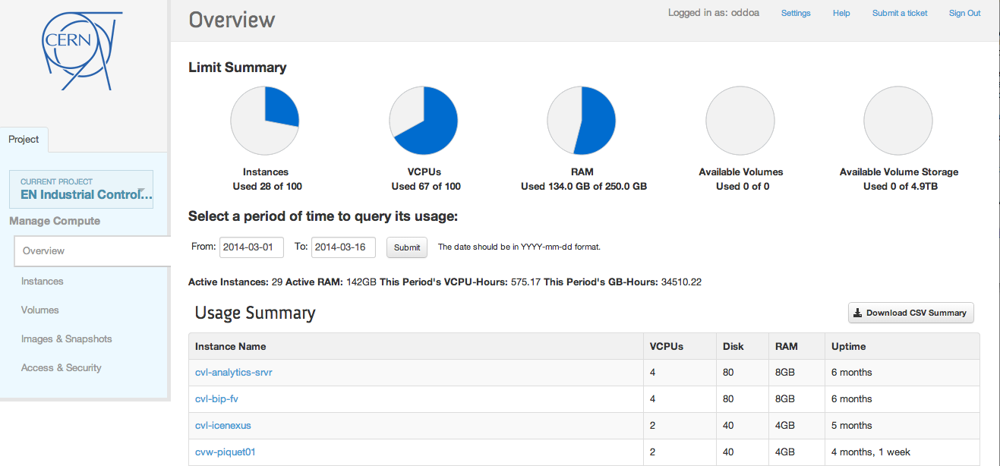 CERN
Overview
Logged in as: oddoa Settings Help Submit a ticket Sign Out
Project
CURRENT PROJECT
EN Industrial Control...
Manage Compute
Overview
Instances
Volumes
Images & Snapshots
Access & Security
Limit Summary
Instances
Used 28 of 100
VCPUs
Used 67 of 100
RAM
Used 134.0 GB of 250.0 GB
Available Volumes
Used 0 of 0
Available Volume Storage
Used 0 of 4.9TB
Select a period of time to query its usage:
From: 2014-03-01 To: 2014-03-16 Submit The date should be in YYYY-mm-dd format.
Active Instances: 29 Active RAM: 142GB This Period's VCPU-Hours: 575.17 This Period's GB-Hours: 34510.22
Usage Summary
Download CSV Summary
Instance Name VCPUs Disk RAM Uptime
cvl-analytics-srvr 4 80 8GB 6 months
cvl-bip-fv 4 80 8GB 6 months
cvl-icenexus 2 40 4GB 5 months
cvw-piquet01 2 40 4GB 4 months, 1 week